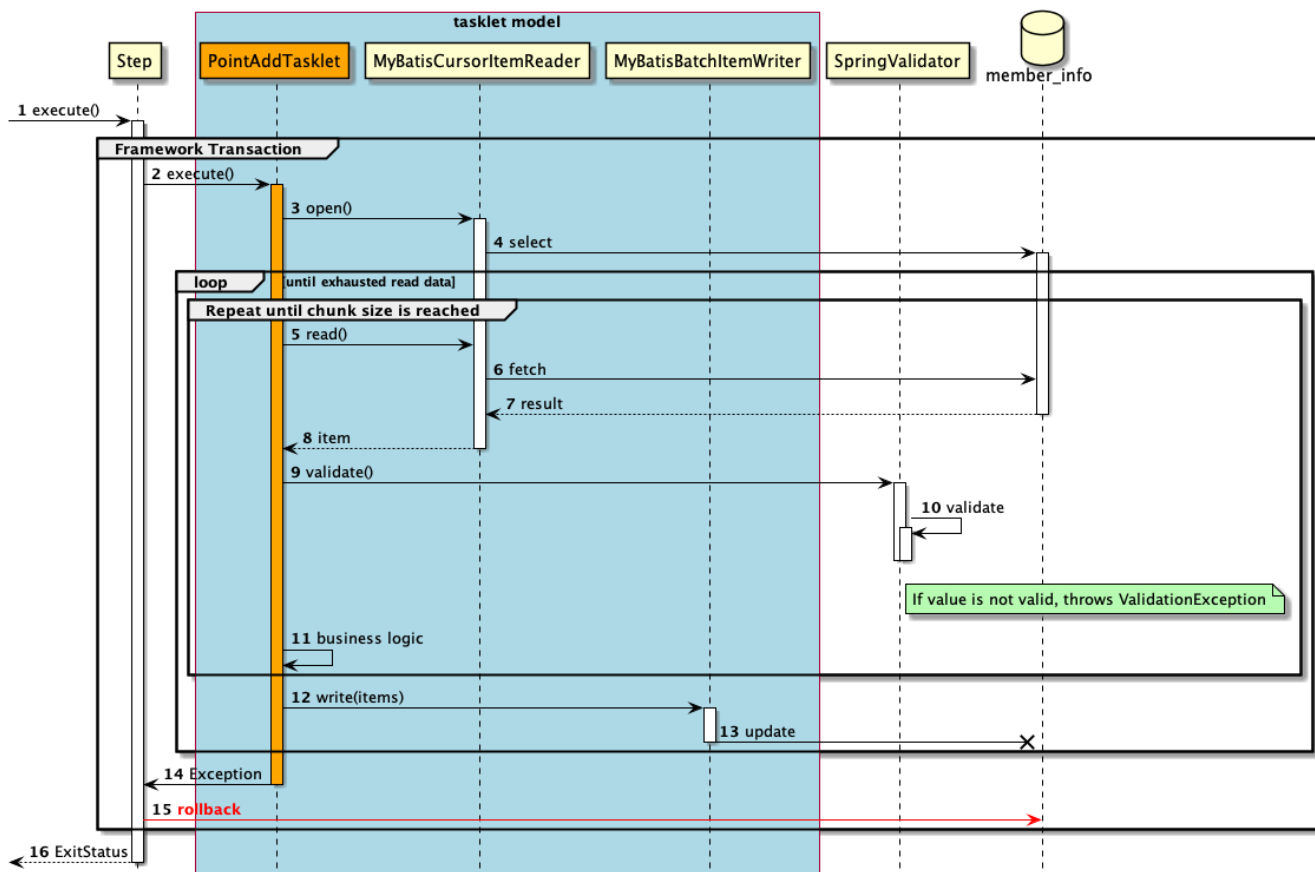 tasklet model
Step
PointAddTasklet
MyBatisCursorItemReader
MyBatisBatchItemWriter
SpringValidator
member_info
1 execute()
Framework Transaction
2 execute()
3 open()
4 select
loop
[until exhausted read data]
Repeat until chunk size is reached
5 read()
6 fetch
7 result
8 item
9 validate()
10 validate
If value is not valid, throws ValidationException
11 business logic
12 write(items)
13 update
14 Exception
15 rollback
16 ExitStatus